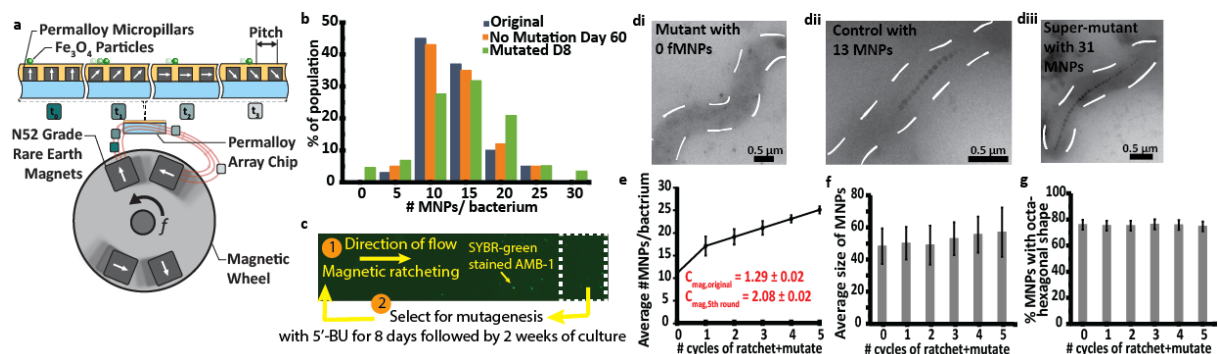 a
Permalloy Micropillars
Fe3O4 Particles
Pitch
t1
t2
t3
N52 Grade
Rare Earth
Magnets
Permalloy
Array Chip
f
Magnetic
Wheel
b
Original
No Mutation Day 60
Mutated D8
% of population
50
40
30
20
10
0
0 5 10 15 20 25 30
# MNPs/ bacterium
c
1 Direction of flow
Magnetic ratcheting
SYBR-green
stained AMB-1
2
Select for mutagenesis
with 5'-BU for 8 days followed by 2 weeks of culture
di
Mutant with
0 fMNPs
0.5 µm
dii
Control with
13 MNPs
0.5 µm
diii
Super-mutant
with 31
MNPs
0.5 µm
e
Average #MNPs/bactrium
30
20
10
0
Cmag,original = 1.29 ± 0.02
Cmag,5th round = 2.08 ± 0.02
0 1 2 3 4 5
# cycles of ratchet+mutate
f
Average size of MNPs
80
60
40
20
0
0 1 2 3 4 5
# cycles of ratchet+mutate
g
% MNPs with octa-
hexagonal shape
100
80
60
40
20
0
0 1 2 3 4 5
# cycles of ratchet+mutate